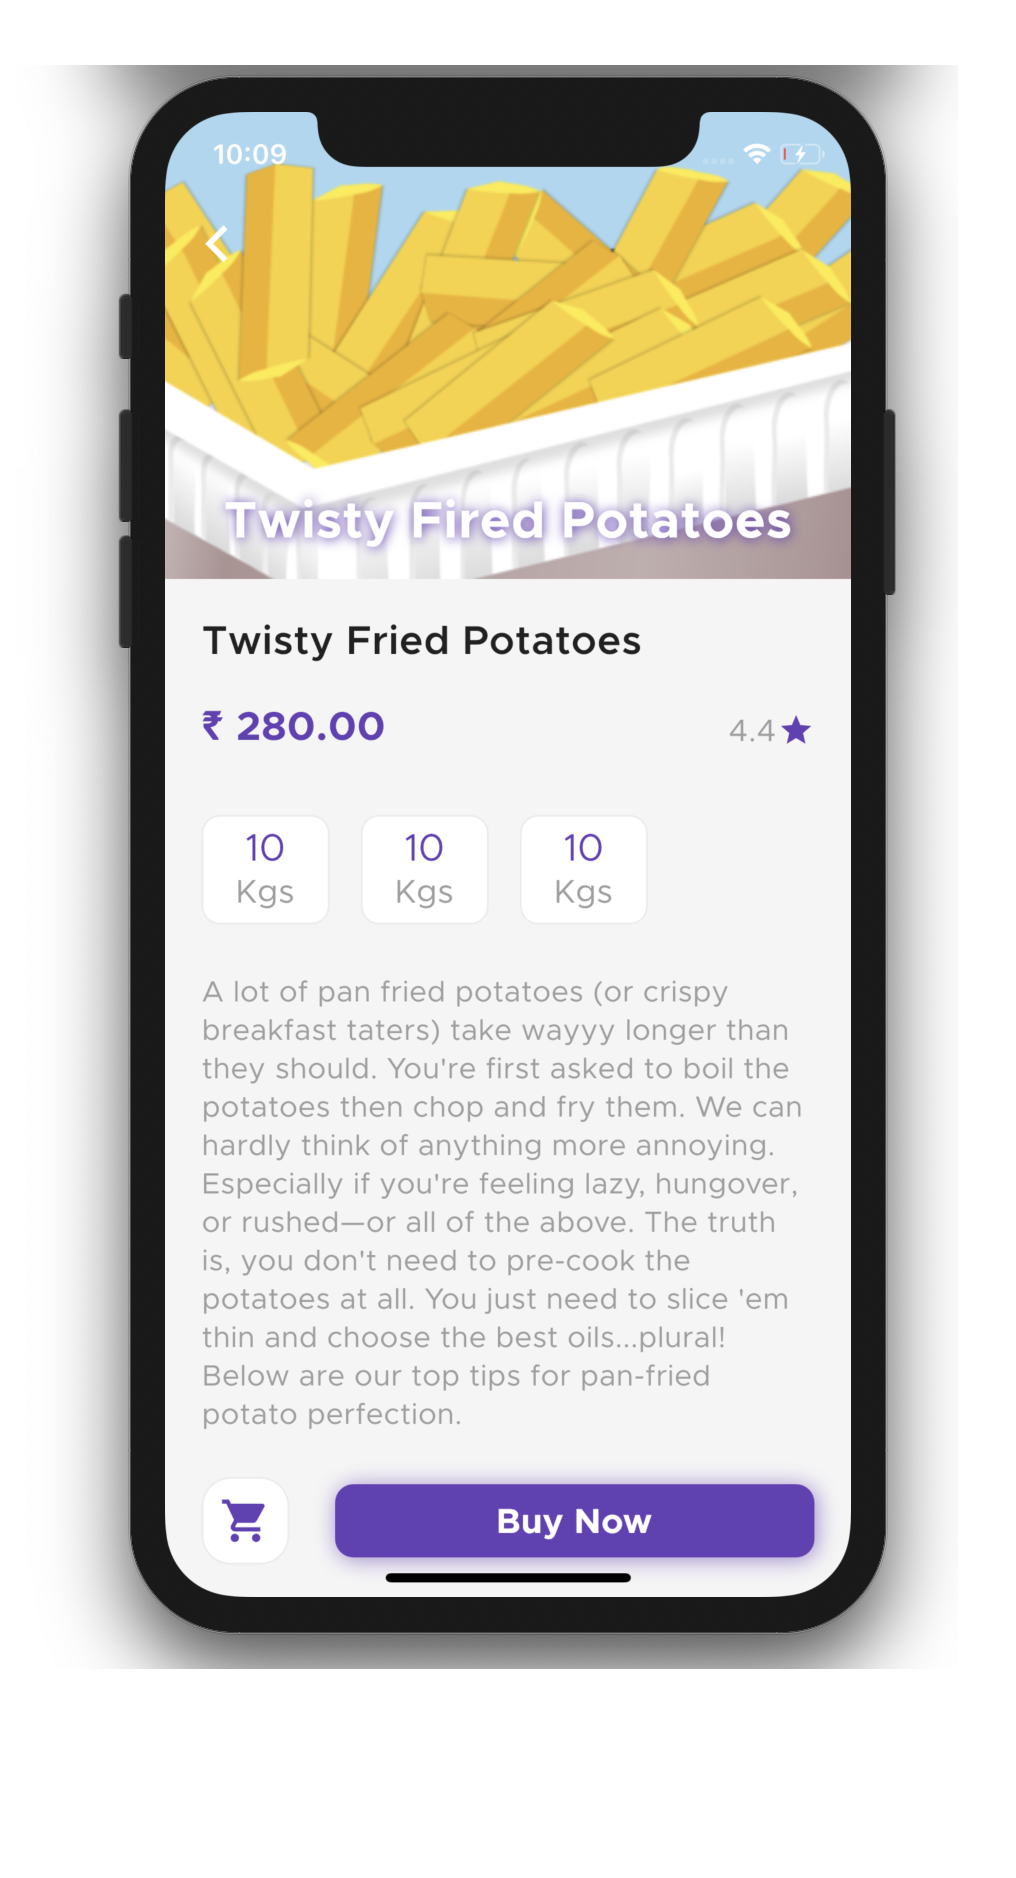 10:09
Twisty Fired Potatoes
Twisty Fried Potatoes
₹ 280.00
4.4
10
Kgs
10
Kgs
10
Kgs
A lot of pan fried potatoes (or crispy
breakfast taters) take wayyy longer than
they should. You're first asked to boil the
potatoes then chop and fry them. We can
hardly think of anything more annoying.
Especially if you're feeling lazy, hungover,
or rushed—or all of the above. The truth
is, you don't need to pre-cook the
potatoes at all. You just need to slice 'em
thin and choose the best oils...plural!
Below are our top tips for pan-fried
potato perfection.
Buy Now